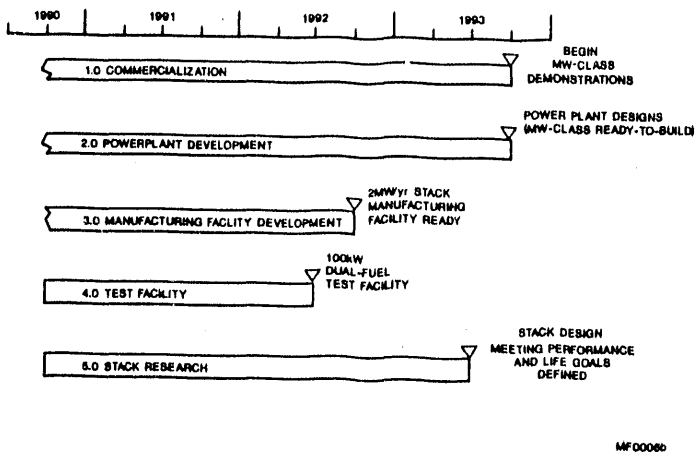 1990 1991 1992 1993
BEGIN
MW-CLASS
DEMONSTRATIONS
1.0 COMMERCIALIZATION
POWER PLANT DESIGNS
(MW-CLASS READY-TO-BUILD)
2.0 POWERPLANT DEVELOPMENT
2MW/yr STACK
MANUFACTURING
FACILITY READY
3.0 MANUFACTURING FACLITY DEVELOPMENT
100kW
DUAL-FUEL
TEST FACILITY
4.0 TEST FACILITY
STACK DESIGN
MEETING PERFORMANCE
AND LIFE GOALS
DEFINED
5.0 STACK RESEARCH
MF0006b